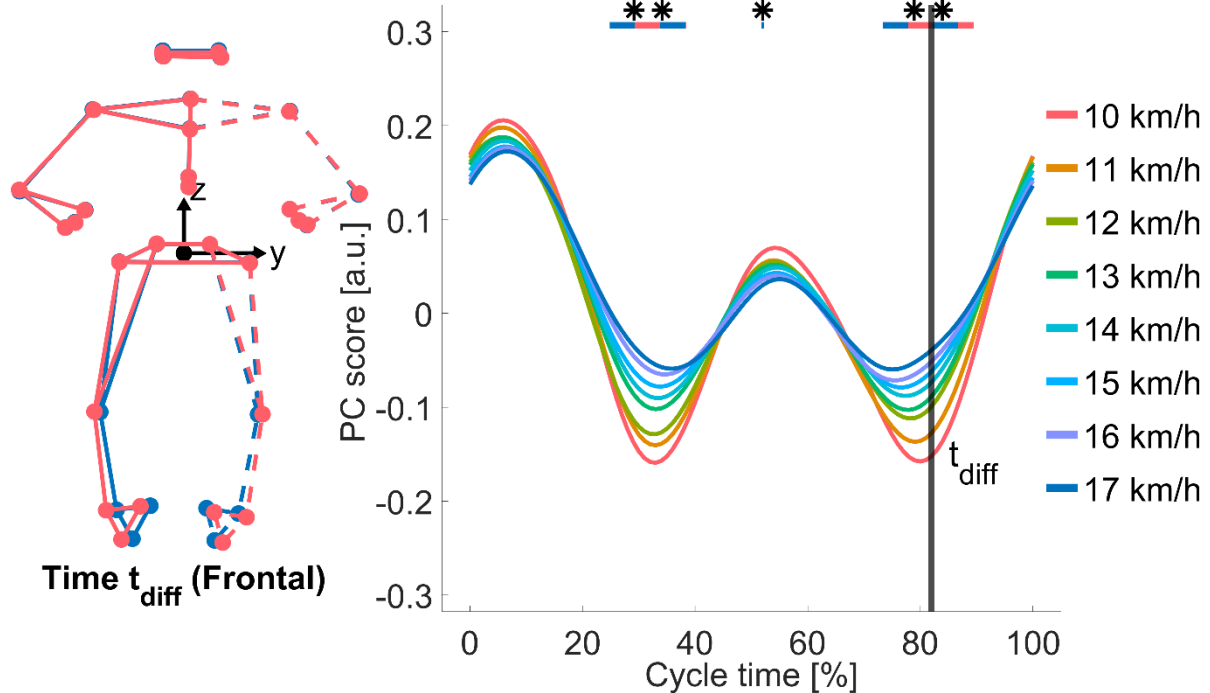 z
y
Time t_diff (Frontal)
* * * * *
PC score [a.u.]
0.3
0.2
0.1
0
-0.1
-0.2
-0.3
t_diff
0 20 40 60 80 100
Cycle time [%]
10 km/h
11 km/h
12 km/h
13 km/h
14 km/h
15 km/h
16 km/h
17 km/h